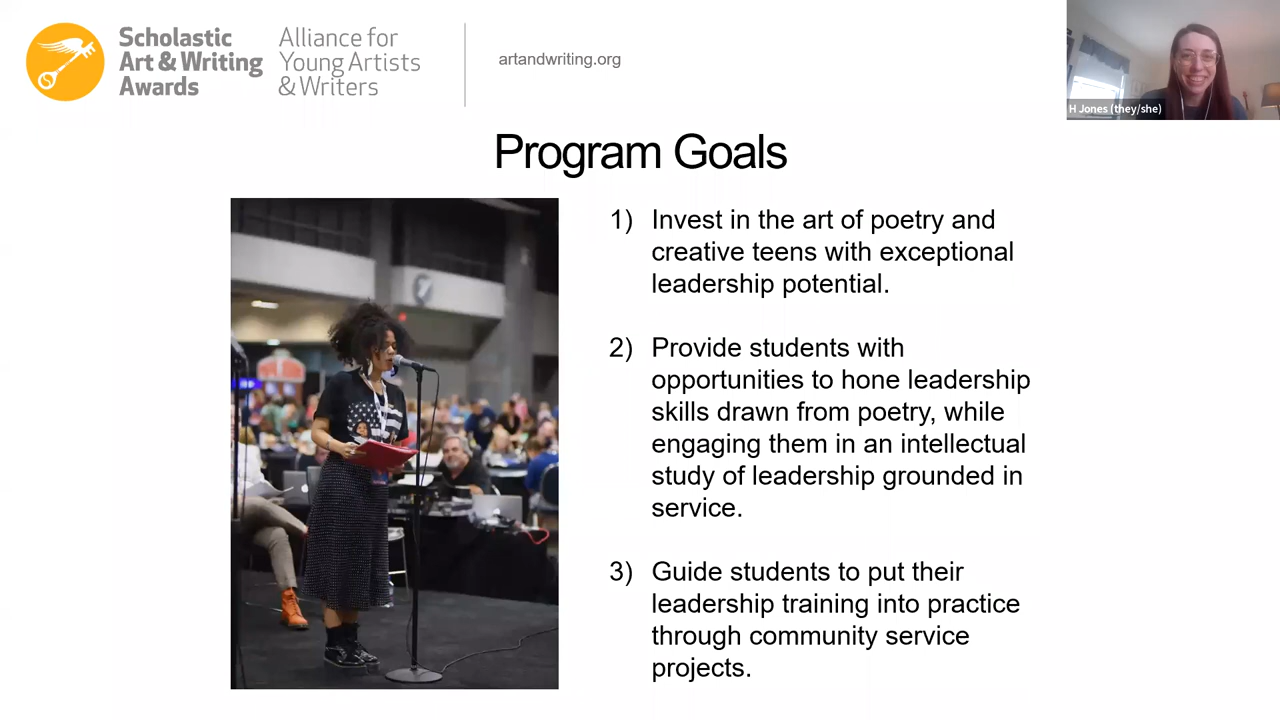 Scholastic
Art & Writing
Awards
Alliance for
Young Artists
& Writers
artandwriting.org
H Jones (they/she)
Program Goals
1) Invest in the art of poetry and
creative teens with exceptional
leadership potential.
2) Provide students with
opportunities to hone leadership
skills drawn from poetry, while
engaging them in an intellectual
study of leadership grounded in
service.
3) Guide students to put their
leadership training into practice
through community service
projects.